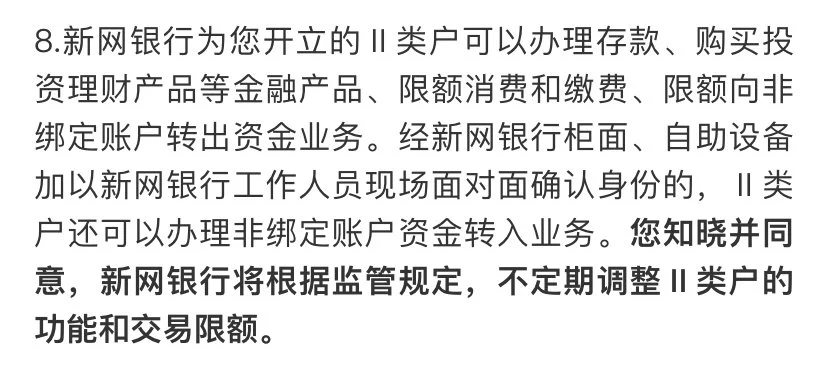 8.新网银行为您开立的 II 类户可以办理存款、购买投
资理财产品等金融产品、限额消费和缴费、限额向非
绑定账户转出资金业务。经新网银行柜面、自助设备
加以新网银行工作人员现场面对面确认身份的， II 类
户还可以办理非绑定账户资金转入业务。您知晓并同
意，新网银行将根据监管规定，不定期调整 II 类户的
功能和交易限额。